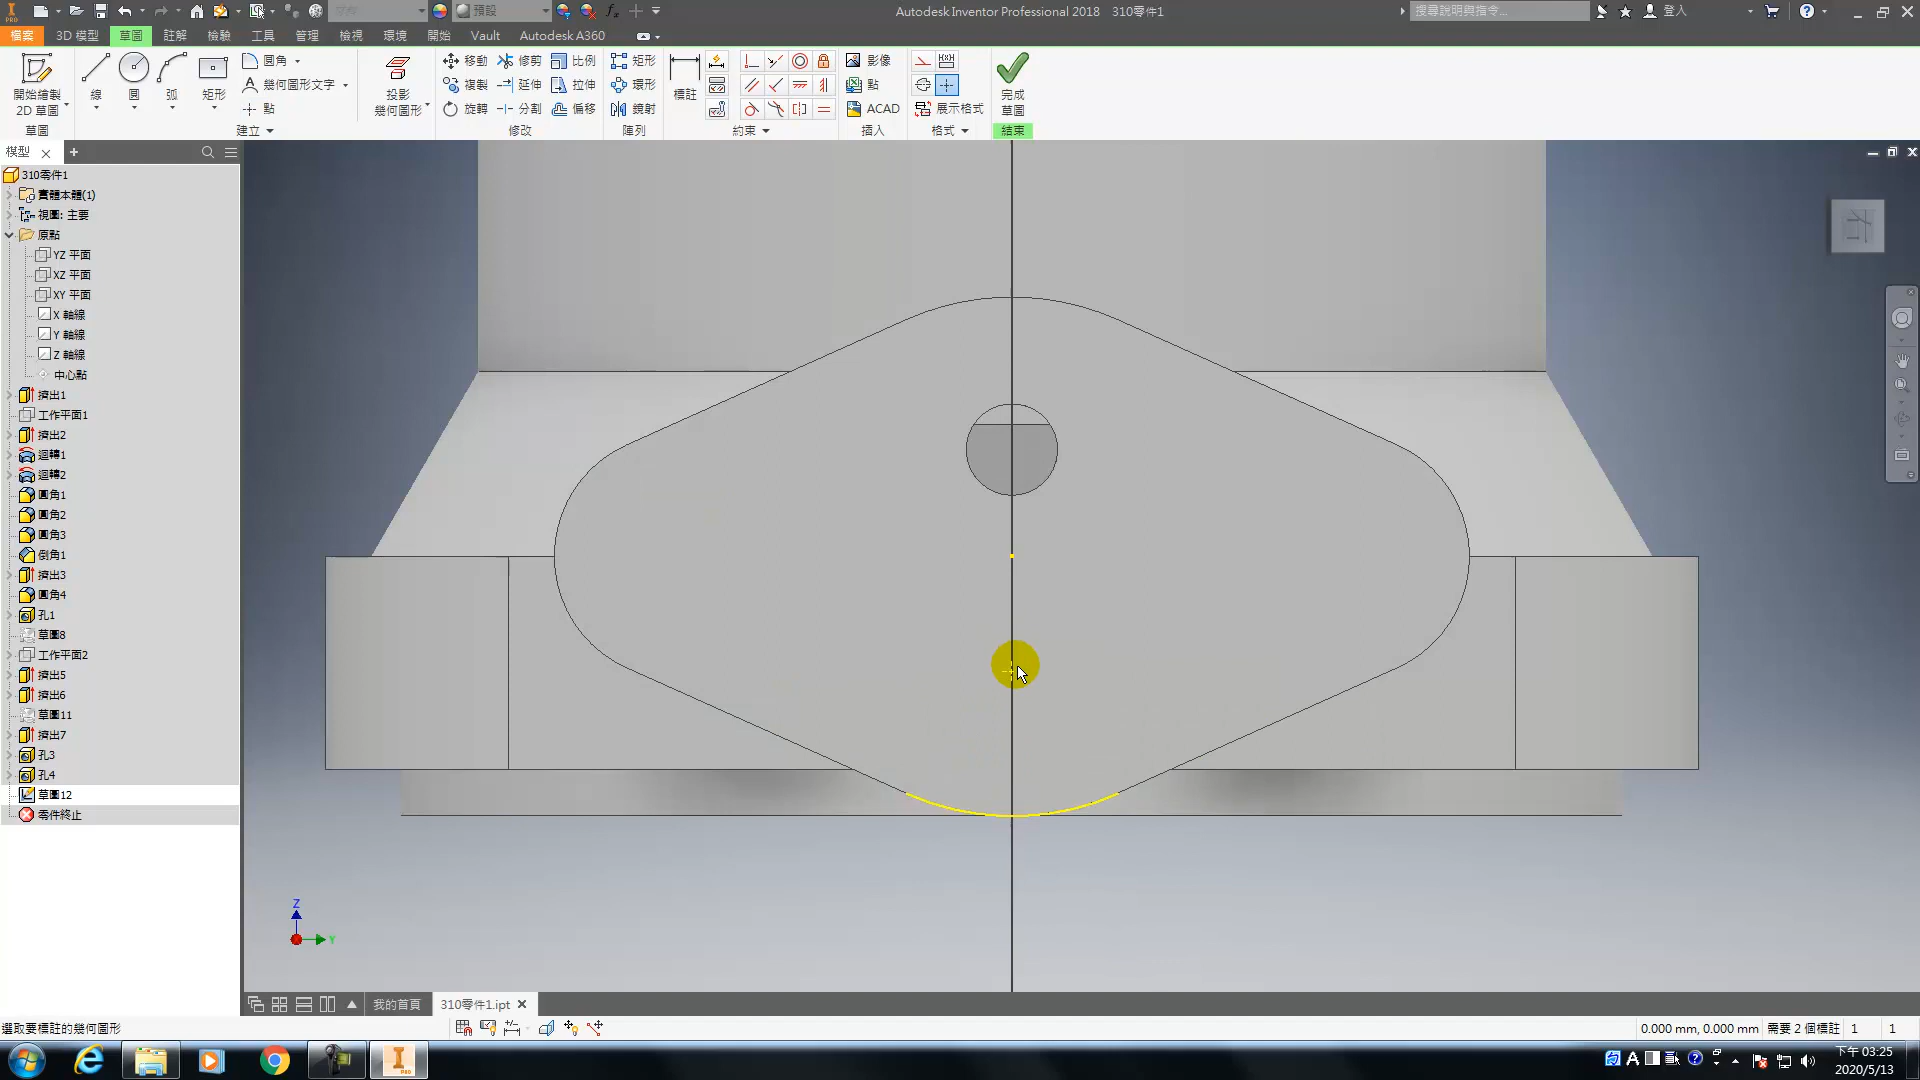 PRO
預設
Autodesk Inventor Professional 2018 310零件1
搜尋說明與指令...
登入
檔案 3D 模型 草圖 註解 檢驗 工具 管理 檢視 環境 開始 Vault Autodesk A360
開始繪製
2D 草圖
線
圓
弧
矩形
圓角
幾何圖形文字
點
投影
幾何圖形
移動 修剪 比例
複製 延伸 拉伸
旋轉 分割 偏移
矩形
環形
鏡射
標註
影像
點
ACAD
展示格式
完成
草圖
草圖 建立 修改 陣列 約束 插入 格式 結束
模型
310零件1
實體本體(1)
視圖: 主要
原點
YZ 平面
XZ 平面
XY 平面
X 軸線
Y 軸線
Z 軸線
中心點
擠出1
工作平面1
擠出2
迴轉1
迴轉2
圓角1
圓角2
圓角3
倒角1
擠出3
圓角4
孔1
草圖8
工作平面2
擠出5
擠出6
草圖11
擠出7
孔3
孔4
草圖12
零件終止
Z
Y
我的首頁 310零件1.ipt
選取要標註的幾何圖形
0.000 mm, 0.000 mm 需要 2 個標註 1 1
下午 03:25
2020/5/13